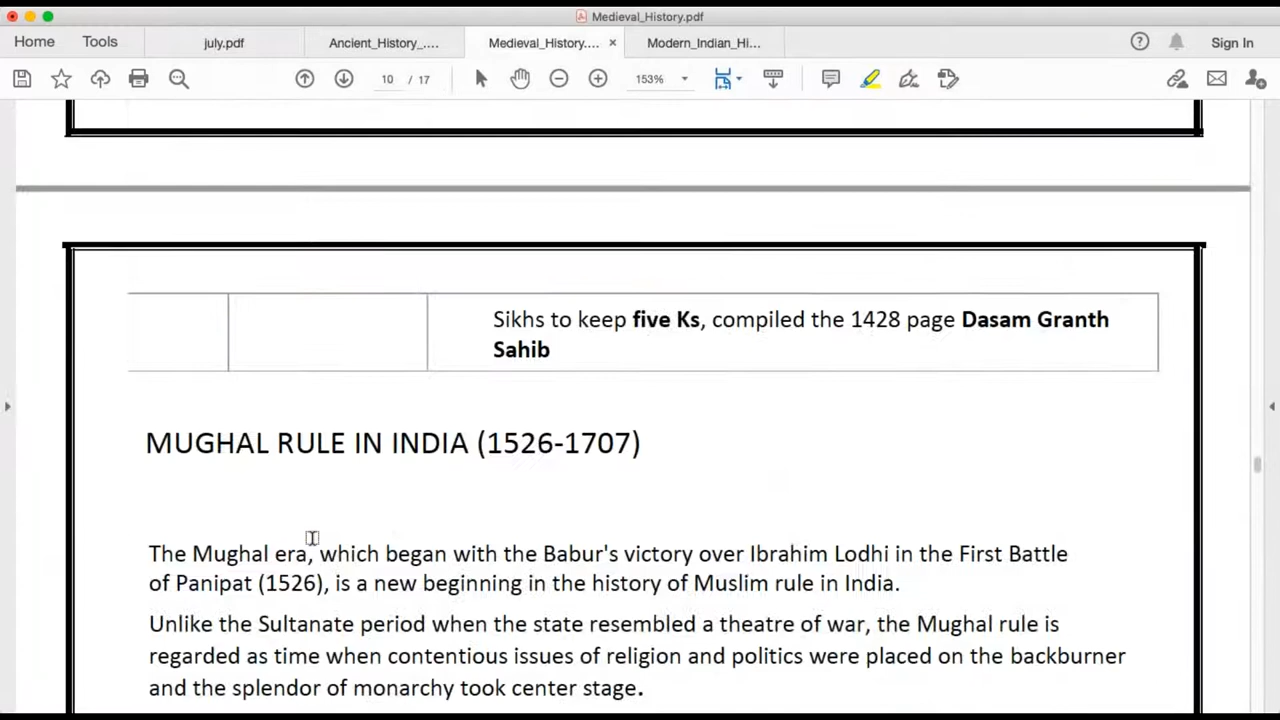 Medieval_History.pdf
Home Tools july.pdf Ancient_History_.... Medieval_History.... × Modern_Indian_Hi... Sign In
10 / 17 153%
Sikhs to keep five Ks, compiled the 1428 page Dasam Granth
Sahib
MUGHAL RULE IN INDIA (1526-1707)
The Mughal era, which began with the Babur's victory over Ibrahim Lodhi in the First Battle
of Panipat (1526), is a new beginning in the history of Muslim rule in India.
Unlike the Sultanate period when the state resembled a theatre of war, the Mughal rule is
regarded as time when contentious issues of religion and politics were placed on the backburner
and the splendor of monarchy took center stage.